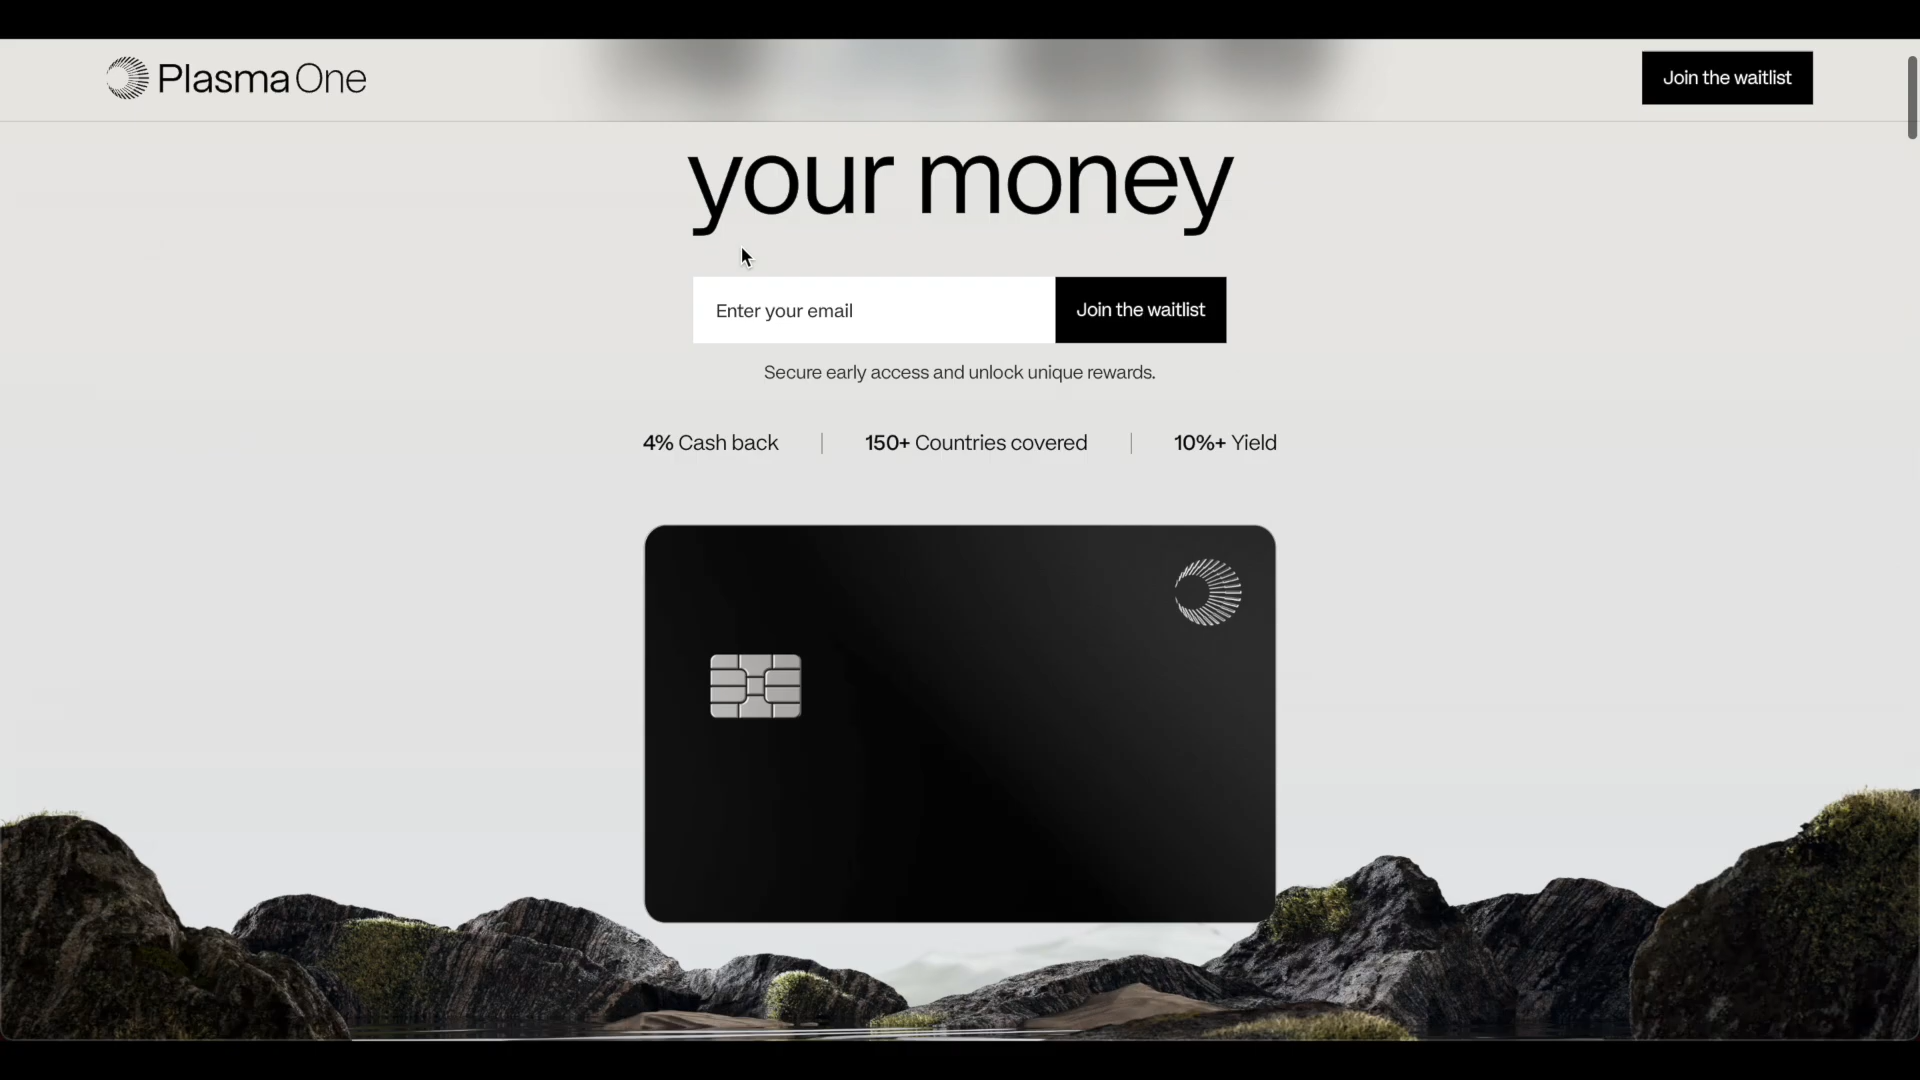 Plasma One
Join the waitlist
your money
Enter your email
Join the waitlist
Secure early access and unlock unique rewards.
4% Cash back
150+ Countries covered
10%+ Yield